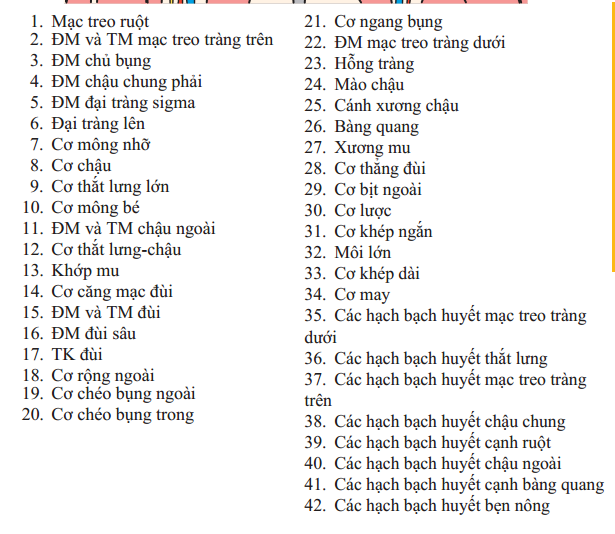 1. Mạc treo ruột
2. ĐM và TM mạc treo tràng trên
3. ĐM chủ bụng
4. ĐM chậu chung phải
5. ĐM đại tràng sigma
6. Đại tràng lên
7. Cơ mông nhỡ
8. Cơ chậu
9. Cơ thắt lưng lớn
10. Cơ mông bé
11. ĐM và TM chậu ngoài
12. Cơ thắt lưng-chậu
13. Khớp mu
14. Cơ căng mạc đùi
15. ĐM và TM đùi
16. ĐM đùi sâu
17. TK đùi
18. Cơ rộng ngoài
19. Cơ chéo bụng ngoài
20. Cơ chéo bụng trong
21. Cơ ngang bụng
22. ĐM mạc treo tràng dưới
23. Hỗng tràng
24. Mào chậu
25. Cánh xương chậu
26. Bàng quang
27. Xương mu
28. Cơ thẳng đùi
29. Cơ bịt ngoài
30. Cơ lược
31. Cơ khép ngắn
32. Môi lớn
33. Cơ khép dài
34. Cơ may
35. Các hạch bạch huyết mạc treo tràng
dưới
36. Các hạch bạch huyết thắt lưng
37. Các hạch bạch huyết mạc treo tràng
trên
38. Các hạch bạch huyết chậu chung
39. Các hạch bạch huyết cạnh ruột
40. Các hạch bạch huyết chậu ngoài
41. Các hạch bạch huyết cạnh bàng quang
42. Các hạch bạch huyết bẹn nông